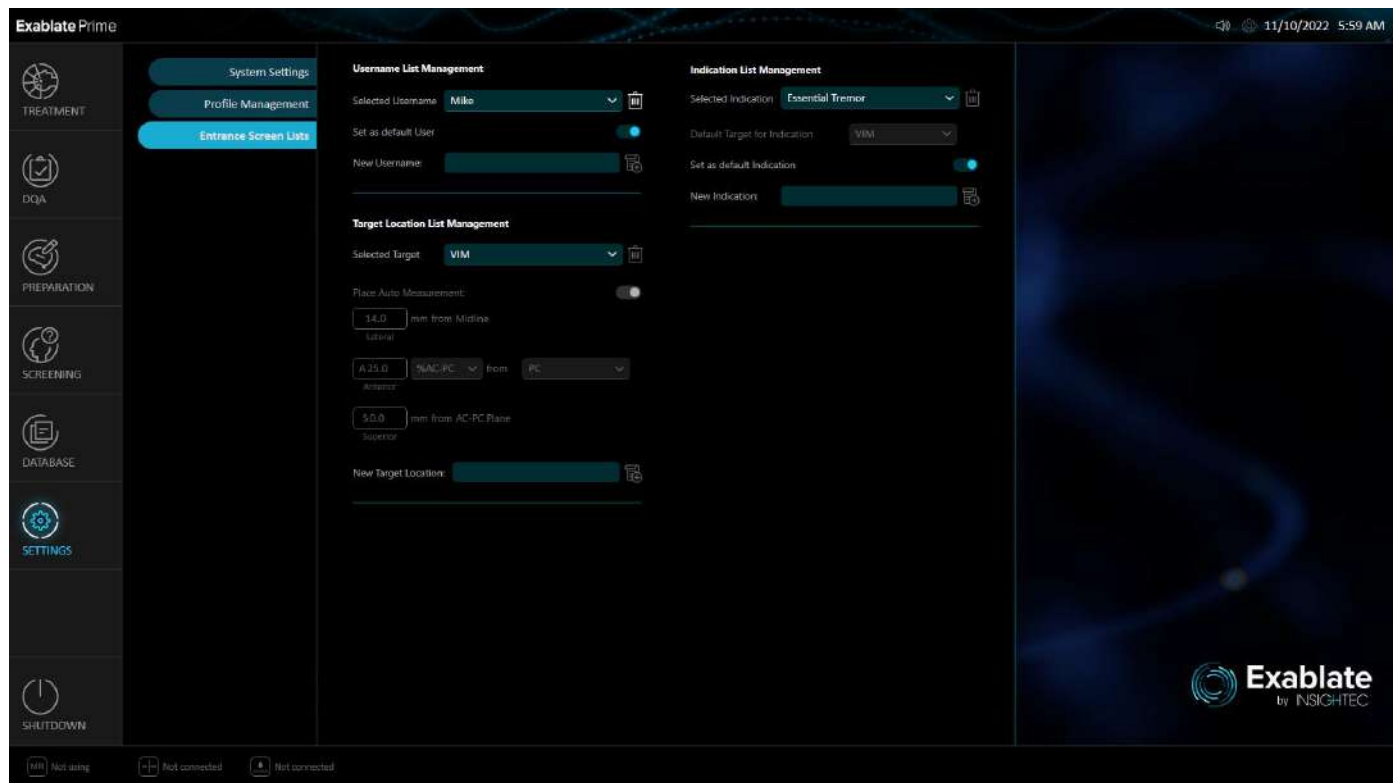 Exablate Prime
11/10/2022 5:59 AM
TREATMENT
DQA
PREPARATION
SCREENING
DATABASE
SETTINGS
SHUTDOWN
System Settings
Profile Management
Entrance Screen Lists
Username List Management
Selected Username Mike
Set as default User
New Username:
Target Location List Management
Selected Target VIM
Place Auto Measurement:
14.0 mm from Midline
Lateral
A 25.0 %AC-PC from PC
Anterior
S 0.0 mm from AC-PC Plane
Superior
New Target Location:
Indication List Management
Selected Indication Essential Tremor
Default Target for Indication VIM
Set as default Indication
New Indication:
Exablate
by INSIGHTEC
MR Not using
Not connected
Not connected